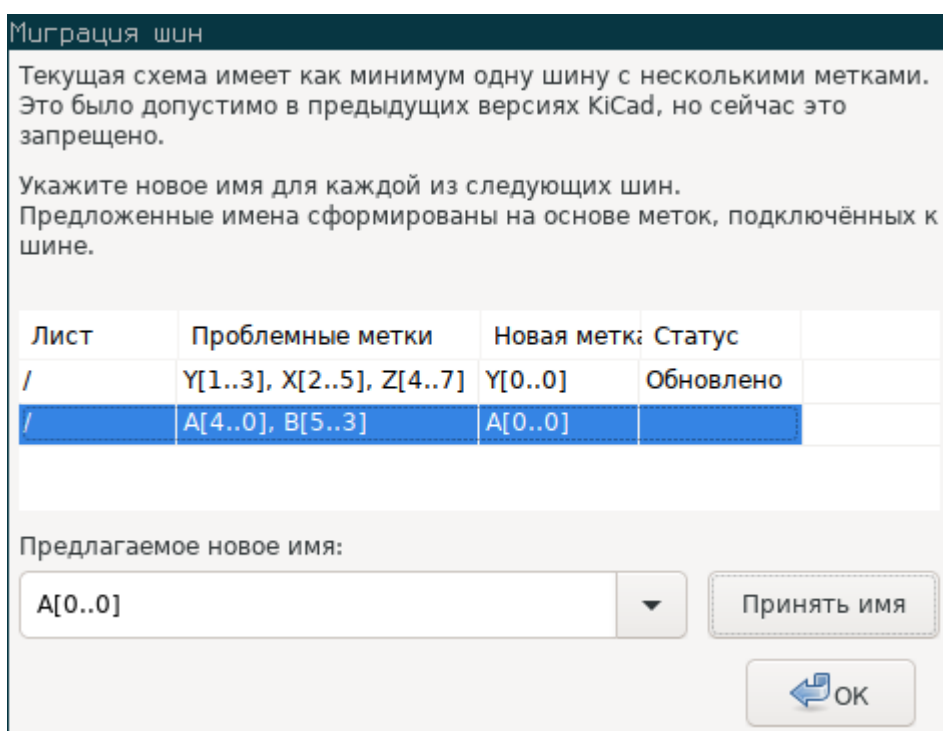 Миграция шин
Текущая схема имеет как минимум одну шину с несколькими метками.
Это было допустимо в предыдущих версиях KiCad, но сейчас это
запрещено.
Укажите новое имя для каждой из следующих шин.
Предложенные имена сформированы на основе меток, подключённых к
шине.
Лист Проблемные метки Новая метка Статус
/ Y[1..3], X[2..5], Z[4..7] Y[0..0] Обновлено
/ A[4..0], B[5..3] A[0..0]
Предлагаемое новое имя:
A[0..0] Принять имя
ОК